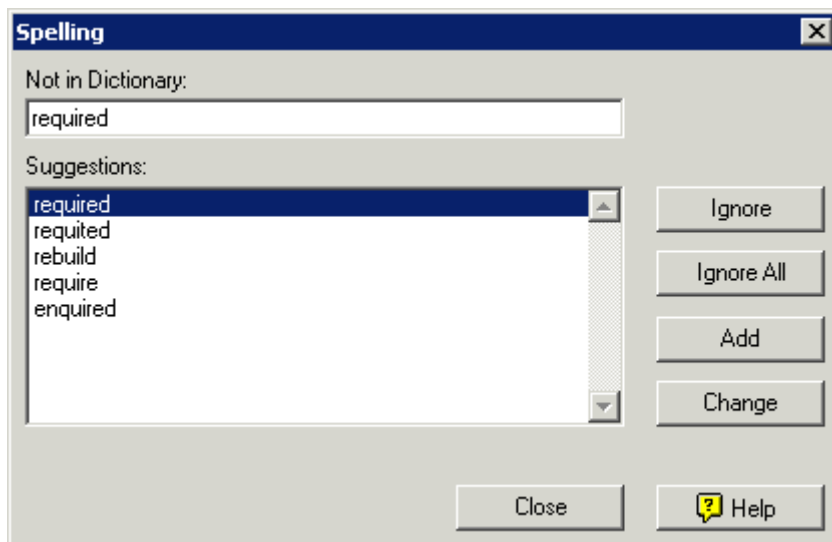 Spelling
Not in Dictionary:
required
Suggestions:
required
requited
rebuild
require
enquired
Ignore
Ignore All
Add
Change
Close
? Help